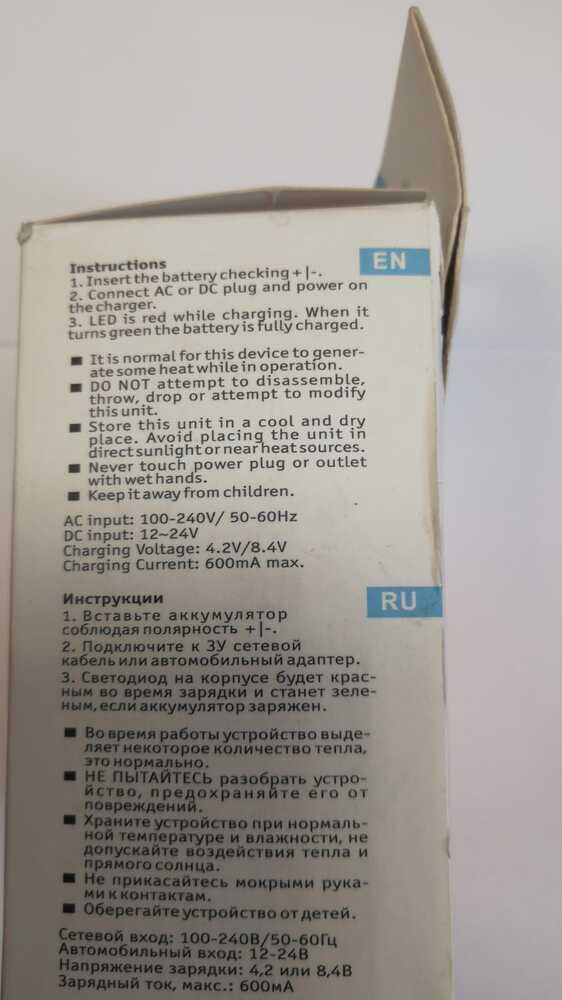 EN
Instructions
1. Insert the battery checking +|-.
2. Connect AC or DC plug and power on
the charger.
3. LED is red while charging. When it
turns green the battery is fully charged.
■ It is normal for this device to gener-
ate some heat while in operation.
■ DO NOT attempt to disassemble,
throw, drop or attempt to modify
this unit.
■ Store this unit in a cool and dry
place. Avoid placing the unit in
direct sunlight or near heat sources.
■ Never touch power plug or outlet
with wet hands.
■ Keep it away from children.
AC input: 100-240V/ 50-60Hz
DC input: 12~24V
Charging Voltage: 4.2V/8.4V
Charging Current: 600mA max.
RU
Инструкции
1. Вставьте аккумулятор
соблюдая полярность +|-.
2. Подключите к ЗУ сетевой
кабель или автомобильный адаптер.
3. Светодиод на корпусе будет крас-
ным во время зарядки и станет зеле-
ным, если аккумулятор заряжен.
■ Во время работы устройство выде-
ляет некоторое количество тепла,
это нормально.
■ НЕ ПЫТАЙТЕСЬ разобрать устро-
йство, предохраняйте его от
повреждений.
■ Храните устройство при нормаль-
ной температуре и влажности, не
допускайте воздействия тепла и
прямого солнца.
■ Не прикасайтесь мокрыми рука-
ми к контактам.
■ Оберегайте устройство от детей.
Сетевой вход: 100-240В/50-60Гц
Автомобильный вход: 12-24В
Напряжение зарядки: 4,2 или 8,4В
Зарядный ток, макс.: 600мА